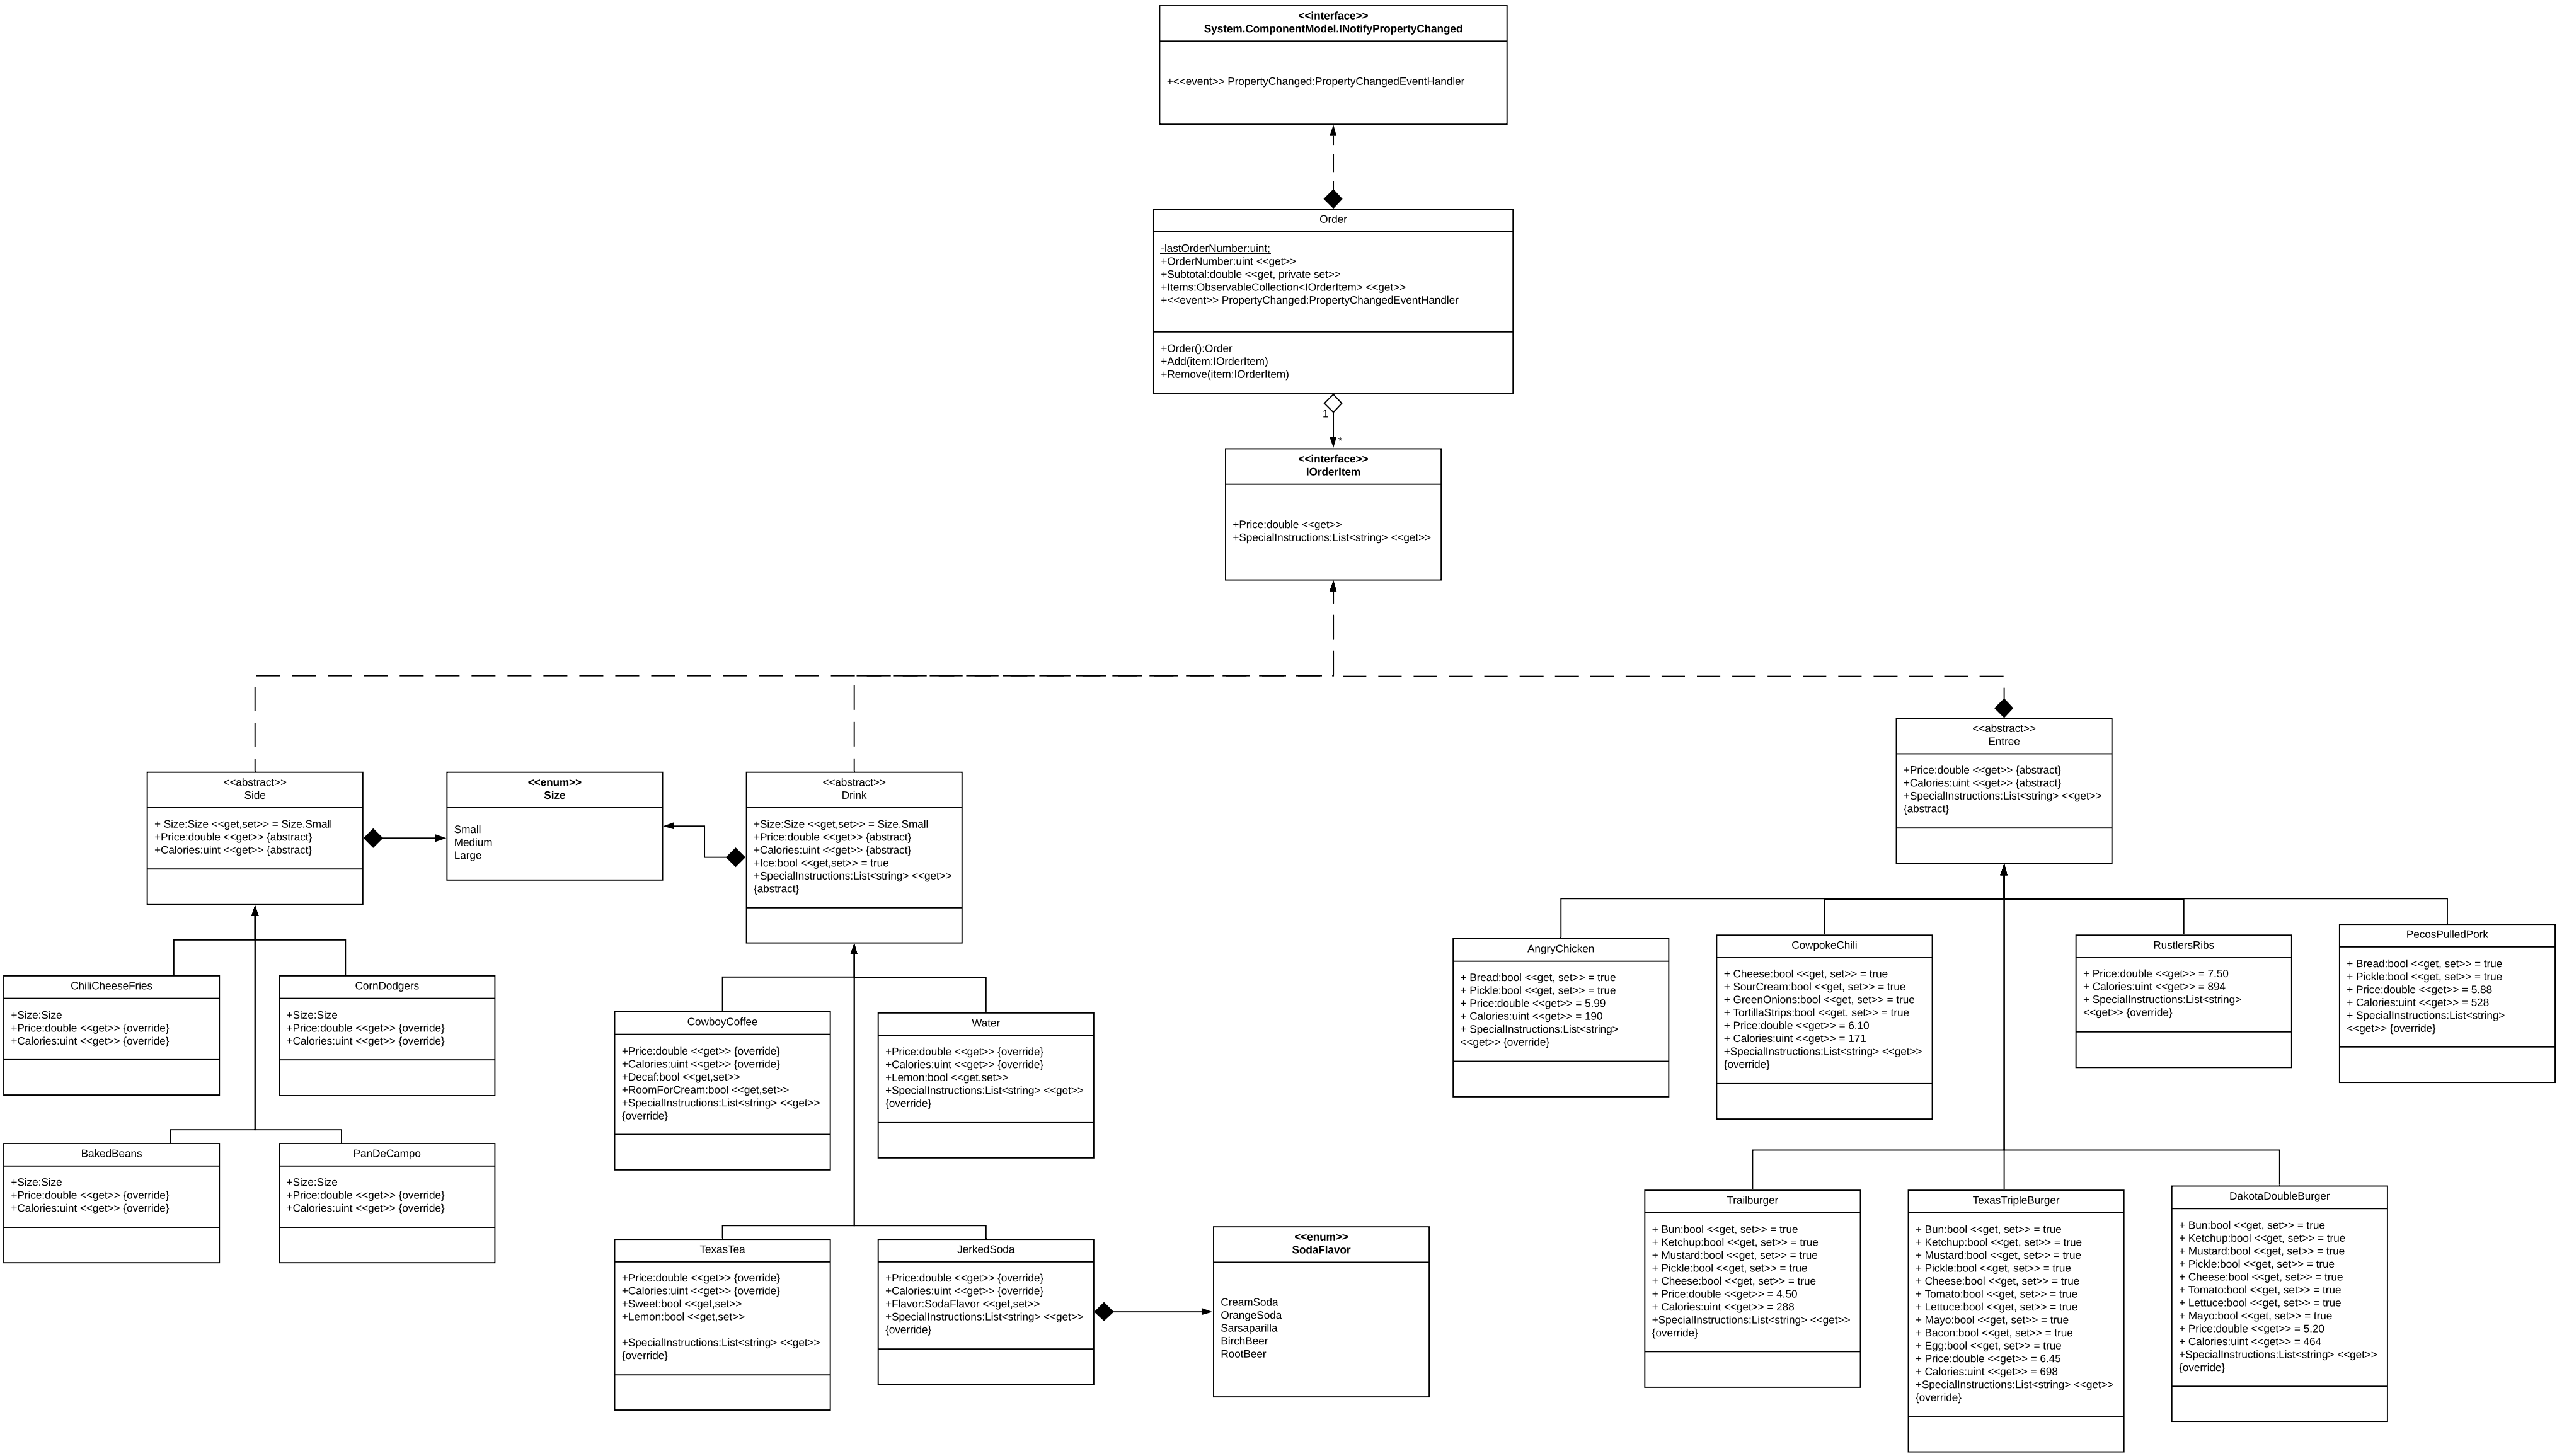 <<interface>>
System.ComponentModel.INotifyPropertyChanged
+<<event>> PropertyChanged:PropertyChangedEventHandler
Order
-lastOrderNumber:uint;
+OrderNumber:uint <<get>>
+Subtotal:double <<get, private set>>
+Items:ObservableCollection<IOrderItem> <<get>>
+<<event>> PropertyChanged:PropertyChangedEventHandler
+Order():Order
+Add(item:IOrderItem)
+Remove(item:IOrderItem)
1
*
<<interface>>
IOrderItem
+Price:double <<get>>
+SpecialInstructions:List<string> <<get>>
<<abstract>>
Side
+ Size:Size <<get,set>> = Size.Small
+Price:double <<get>> {abstract}
+Calories:uint <<get>> {abstract}
<<enum>>
Size
Small
Medium
Large
<<abstract>>
Drink
+Size:Size <<get,set>> = Size.Small
+Price:double <<get>> {abstract}
+Calories:uint <<get>> {abstract}
+Ice:bool <<get,set>> = true
+SpecialInstructions:List<string> <<get>>
{abstract}
<<abstract>>
Entree
+Price:double <<get>> {abstract}
+Calories:uint <<get>> {abstract}
+SpecialInstructions:List<string> <<get>>
{abstract}
ChiliCheeseFries
+Size:Size
+Price:double <<get>> {override}
+Calories:uint <<get>> {override}
CornDodgers
+Size:Size
+Price:double <<get>> {override}
+Calories:uint <<get>> {override}
BakedBeans
+Size:Size
+Price:double <<get>> {override}
+Calories:uint <<get>> {override}
PanDeCampo
+Size:Size
+Price:double <<get>> {override}
+Calories:uint <<get>> {override}
CowboyCoffee
+Price:double <<get>> {override}
+Calories:uint <<get>> {override}
+Decaf:bool <<get,set>>
+RoomForCream:bool <<get,set>>
+SpecialInstructions:List<string> <<get>>
{override}
Water
+Price:double <<get>> {override}
+Calories:uint <<get>> {override}
+Lemon:bool <<get,set>>
+SpecialInstructions:List<string> <<get>>
{override}
TexasTea
+Price:double <<get>> {override}
+Calories:uint <<get>> {override}
+Sweet:bool <<get,set>>
+Lemon:bool <<get,set>>
+SpecialInstructions:List<string> <<get>>
{override}
JerkedSoda
+Price:double <<get>> {override}
+Calories:uint <<get>> {override}
+Flavor:SodaFlavor <<get,set>>
+SpecialInstructions:List<string> <<get>>
{override}
<<enum>>
SodaFlavor
CreamSoda
OrangeSoda
Sarsaparilla
BirchBeer
RootBeer
AngryChicken
+ Bread:bool <<get, set>> = true
+ Pickle:bool <<get, set>> = true
+ Price:double <<get>> = 5.99
+ Calories:uint <<get>> = 190
+ SpecialInstructions:List<string>
<<get>> {override}
CowpokeChili
+ Cheese:bool <<get, set>> = true
+ SourCream:bool <<get, set>> = true
+ GreenOnions:bool <<get, set>> = true
+ TortillaStrips:bool <<get, set>> = true
+ Price:double <<get>> = 6.10
+ Calories:uint <<get>> = 171
+SpecialInstructions:List<string> <<get>>
{override}
RustlersRibs
+ Price:double <<get>> = 7.50
+ Calories:uint <<get>> = 894
+ SpecialInstructions:List<string>
<<get>> {override}
PecosPulledPork
+ Bread:bool <<get, set>> = true
+ Pickle:bool <<get, set>> = true
+ Price:double <<get>> = 5.88
+ Calories:uint <<get>> = 528
+ SpecialInstructions:List<string>
<<get>> {override}
Trailburger
+ Bun:bool <<get, set>> = true
+ Ketchup:bool <<get, set>> = true
+ Mustard:bool <<get, set>> = true
+ Pickle:bool <<get, set>> = true
+ Cheese:bool <<get, set>> = true
+ Price:double <<get>> = 4.50
+ Calories:uint <<get>> = 288
+SpecialInstructions:List<string> <<get>>
{override}
TexasTripleBurger
+ Bun:bool <<get, set>> = true
+ Ketchup:bool <<get, set>> = true
+ Mustard:bool <<get, set>> = true
+ Pickle:bool <<get, set>> = true
+ Cheese:bool <<get, set>> = true
+ Tomato:bool <<get, set>> = true
+ Lettuce:bool <<get, set>> = true
+ Mayo:bool <<get, set>> = true
+ Bacon:bool <<get, set>> = true
+ Egg:bool <<get, set>> = true
+ Price:double <<get>> = 6.45
+ Calories:uint <<get>> = 698
+SpecialInstructions:List<string> <<get>>
{override}
DakotaDoubleBurger
+ Bun:bool <<get, set>> = true
+ Ketchup:bool <<get, set>> = true
+ Mustard:bool <<get, set>> = true
+ Pickle:bool <<get, set>> = true
+ Cheese:bool <<get, set>> = true
+ Tomato:bool <<get, set>> = true
+ Lettuce:bool <<get, set>> = true
+ Mayo:bool <<get, set>> = true
+ Price:double <<get>> = 5.20
+ Calories:uint <<get>> = 464
+SpecialInstructions:List<string> <<get>>
{override}